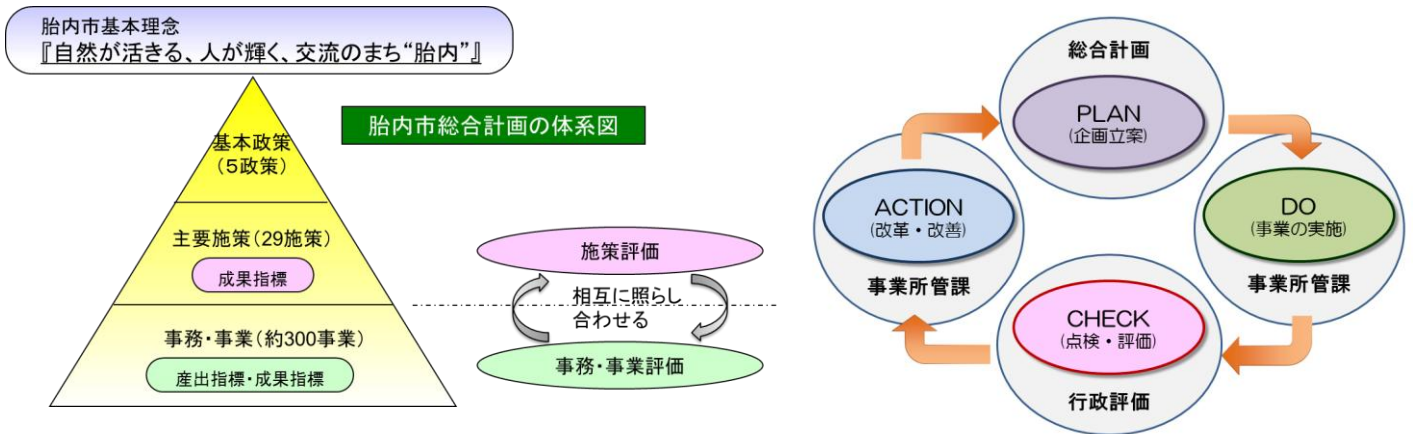 胎内市基本理念
『自然が活きる、人が輝く、交流のまち“胎内”』
胎内市総合計画の体系図
基本政策
(5政策)
主要施策(29施策)
成果指標
事務・事業(約300事業)
産出指標・成果指標
施策評価
相互に照らし
合わせる
事務・事業評価
総合計画
PLAN
(企画立案)
DO
(事業の実施)
事業所管課
CHECK
(点検・評価)
行政評価
ACTION
(改革・改善)
事業所管課